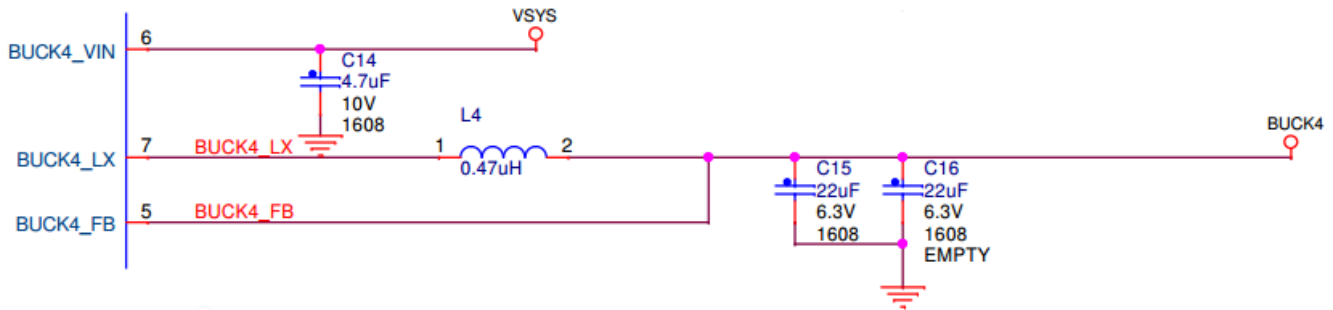 VSYS
BUCK4_VIN
6
C14
4.7uF
10V
1608
L4
BUCK4
BUCK4_LX
7
BUCK4_LX
1
2
0.47uH
C15
22uF
6.3V
1608
C16
22uF
6.3V
1608
EMPTY
BUCK4_FB
5
BUCK4_FB